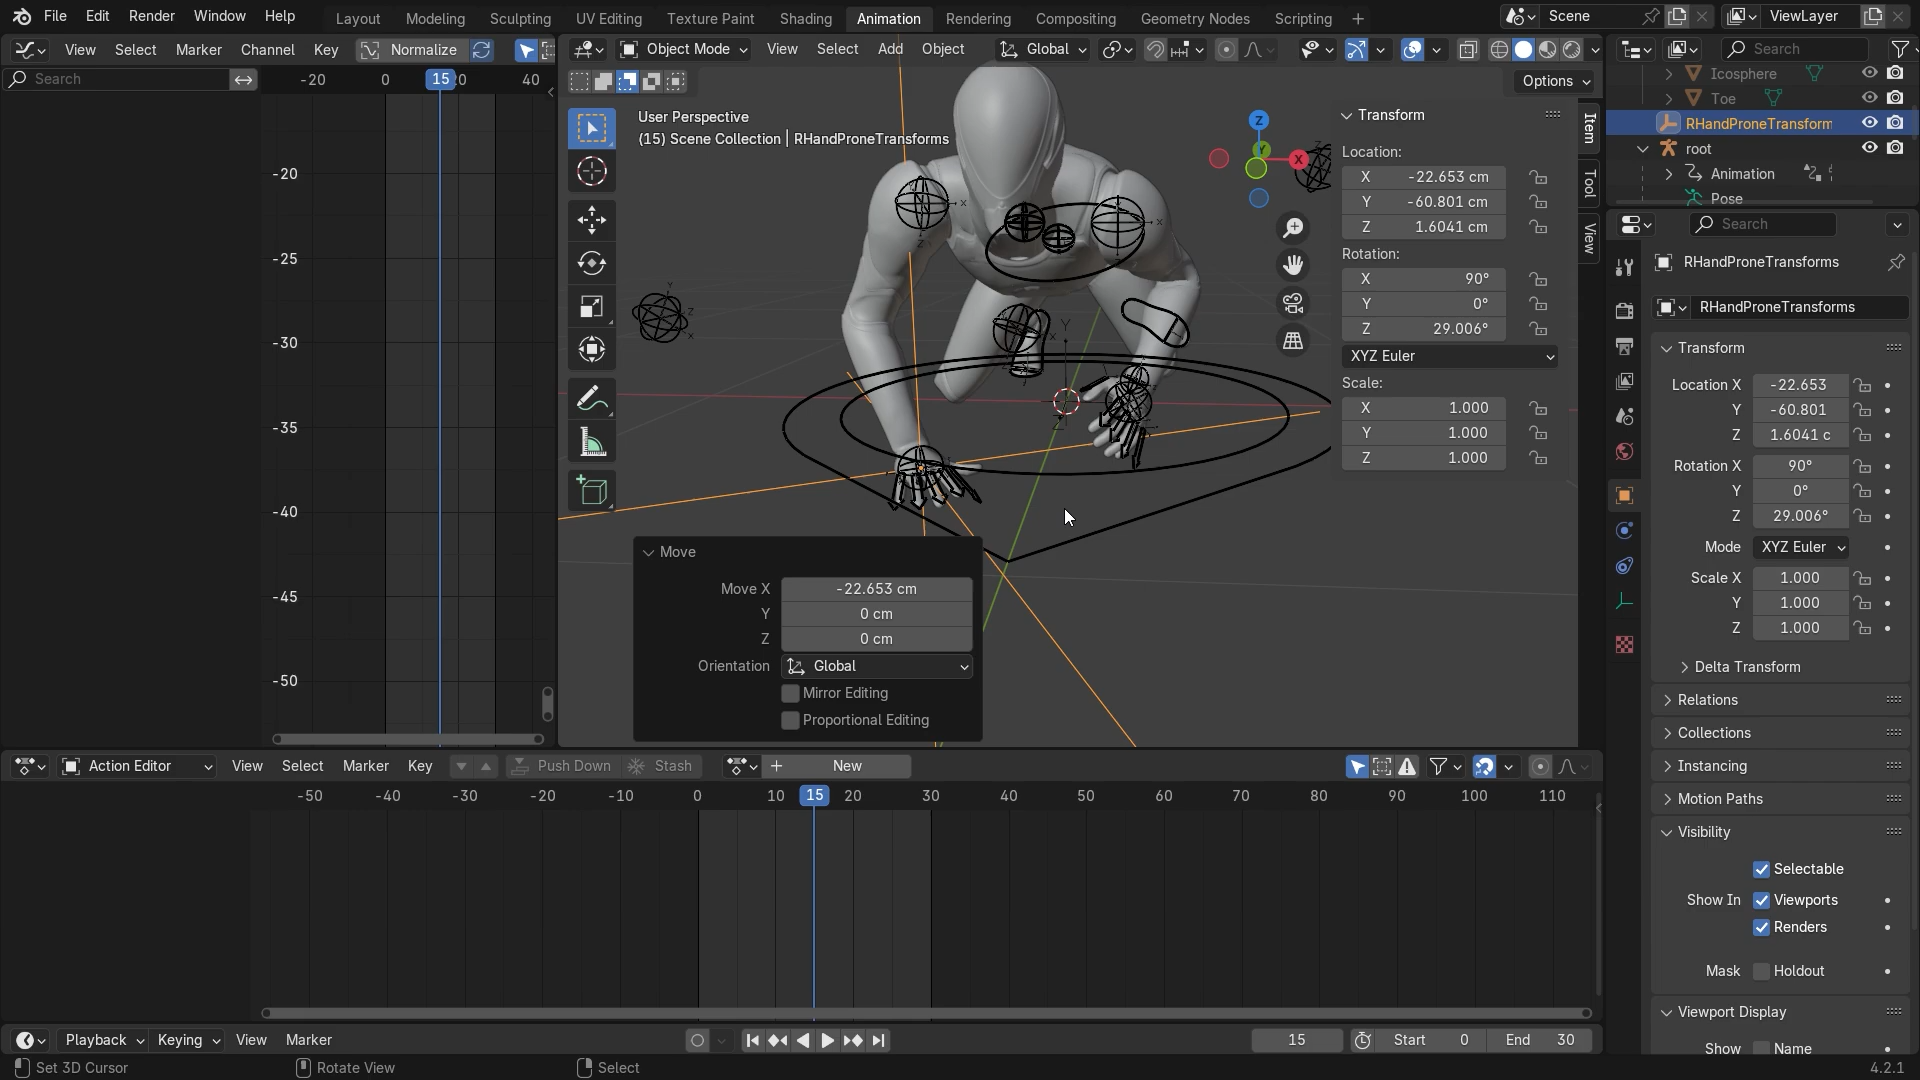 File Edit Render Window Help
Layout Modeling Sculpting UV Editing Texture Paint Shading Animation Rendering Compositing Geometry Nodes Scripting +
Scene
ViewLayer
View Select Marker Channel Key Normalize
Object Mode View Select Add Object Global
Search
Search
-20 0 15 20 40
Options
Icosphere
Toe
RHandProneTransform
root
Animation
Pose
User Perspective
(15) Scene Collection | RHandProneTransforms
Z
X
Y
Transform
Location:
X -22.653 cm
Y -60.801 cm
Z 1.6041 cm
Rotation:
X 90°
Y 0°
Z 29.006°
XYZ Euler
Scale:
X 1.000
Y 1.000
Z 1.000
Item
Tool
View
-20
-25
-30
-35
-40
-45
-50
Move
Move X -22.653 cm
Y 0 cm
Z 0 cm
Orientation Global
Mirror Editing
Proportional Editing
Search
RHandProneTransforms
RHandProneTransforms
Transform
Location X -22.653
Y -60.801
Z 1.6041 c
Rotation X 90°
Y 0°
Z 29.006°
Mode XYZ Euler
Scale X 1.000
Y 1.000
Z 1.000
Delta Transform
Relations
Collections
Instancing
Motion Paths
Visibility
Selectable
Show In Viewports
Renders
Mask Holdout
Viewport Display
Show Name
Action Editor View Select Marker Key Push Down Stash + New
-50 -40 -30 -20 -10 0 10 15 20 30 40 50 60 70 80 90 100 110
Playback Keying View Marker
15 Start 0 End 30
Set 3D Cursor Rotate View Select
4.2.1